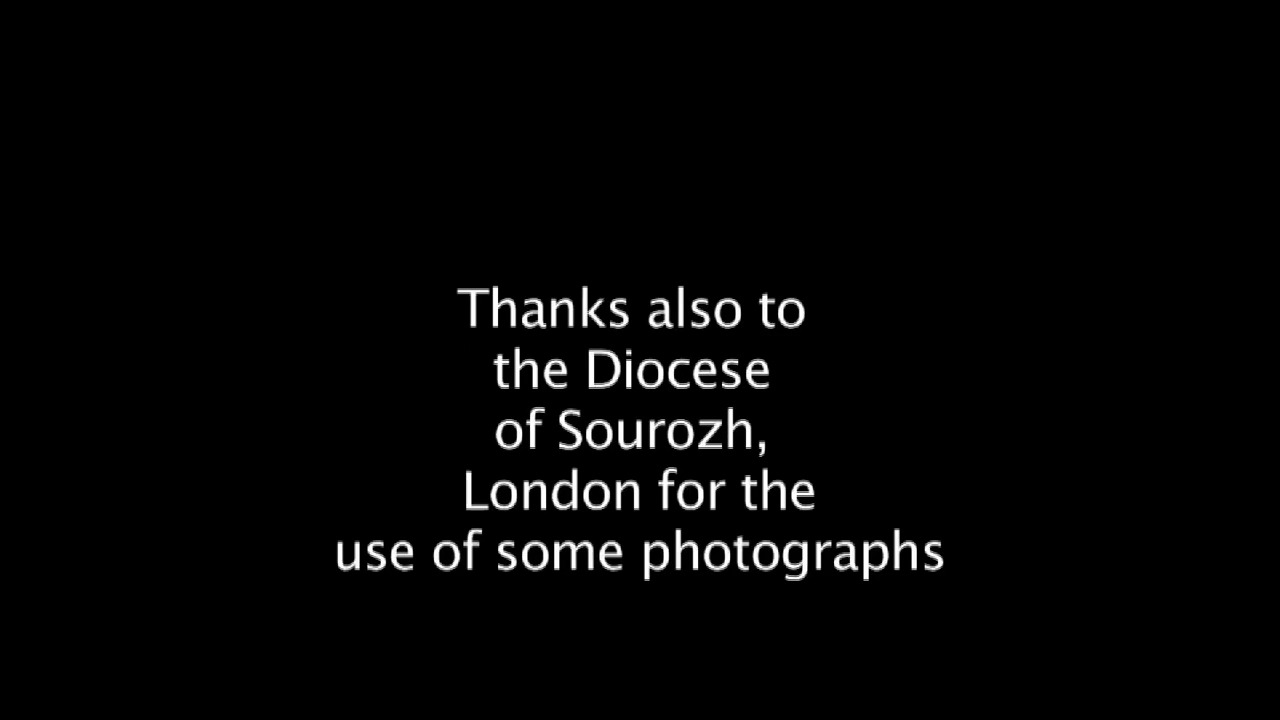 Thanks also to
the Diocese
of Sourozh,
London for the
use of some photographs